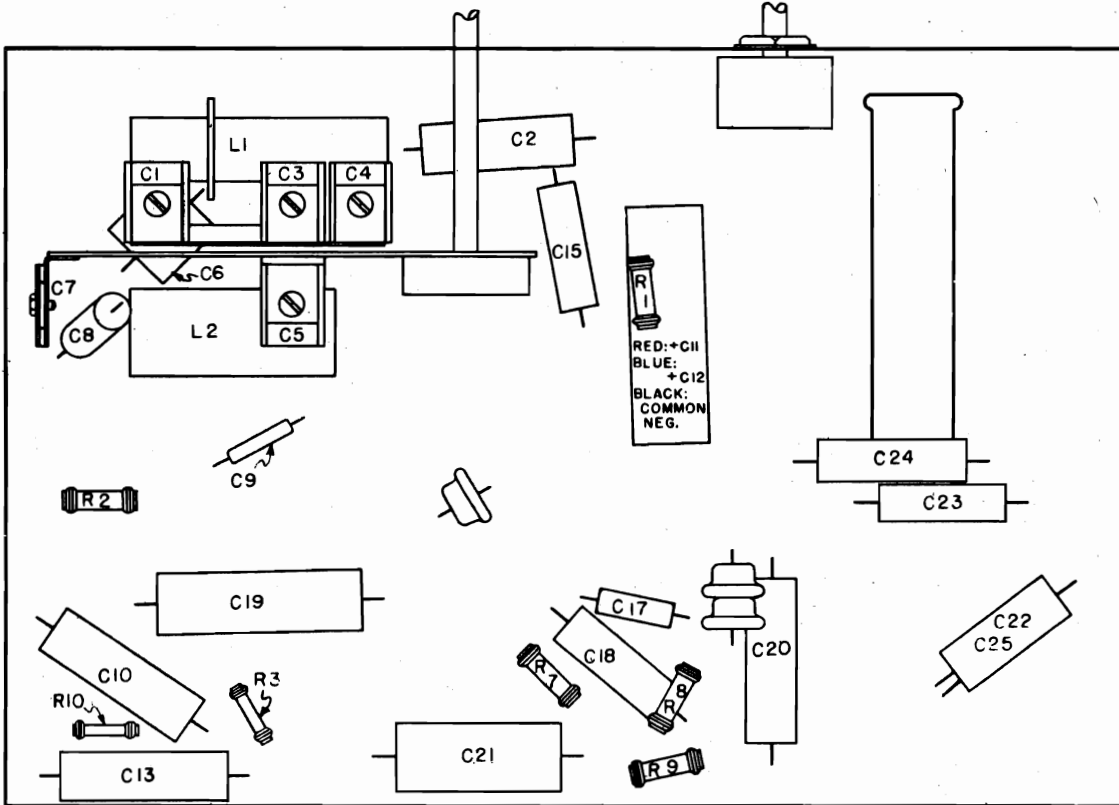 L1
C2
C1
C3
C4
C15
C6
C7
R1
C8
L2
C5
RED:+C11
BLUE:
+C12
BLACK:
COMMON
NEG.
C9
C24
R2
C23
C19
C17
C22
C25
C18
C20
C10
R7
R8
R3
R10
C21
R9
C13